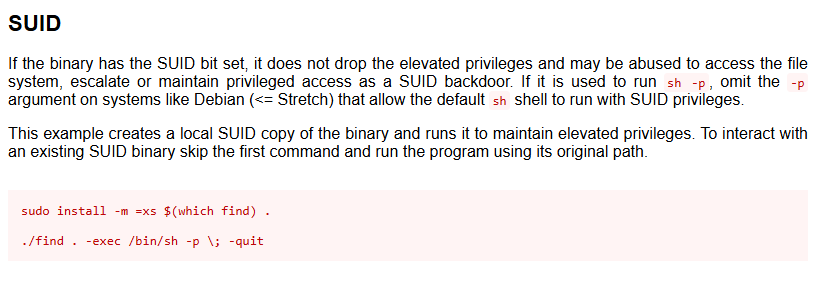 SUID
If the binary has the SUID bit set, it does not drop the elevated privileges and may be abused to access the file
system, escalate or maintain privileged access as a SUID backdoor. If it is used to run sh -p, omit the -p
argument on systems like Debian (<= Stretch) that allow the default sh shell to run with SUID privileges.
This example creates a local SUID copy of the binary and runs it to maintain elevated privileges. To interact with
an existing SUID binary skip the first command and run the program using its original path.
sudo install -m =xs $(which find) .
./find . -exec /bin/sh -p \; -quit